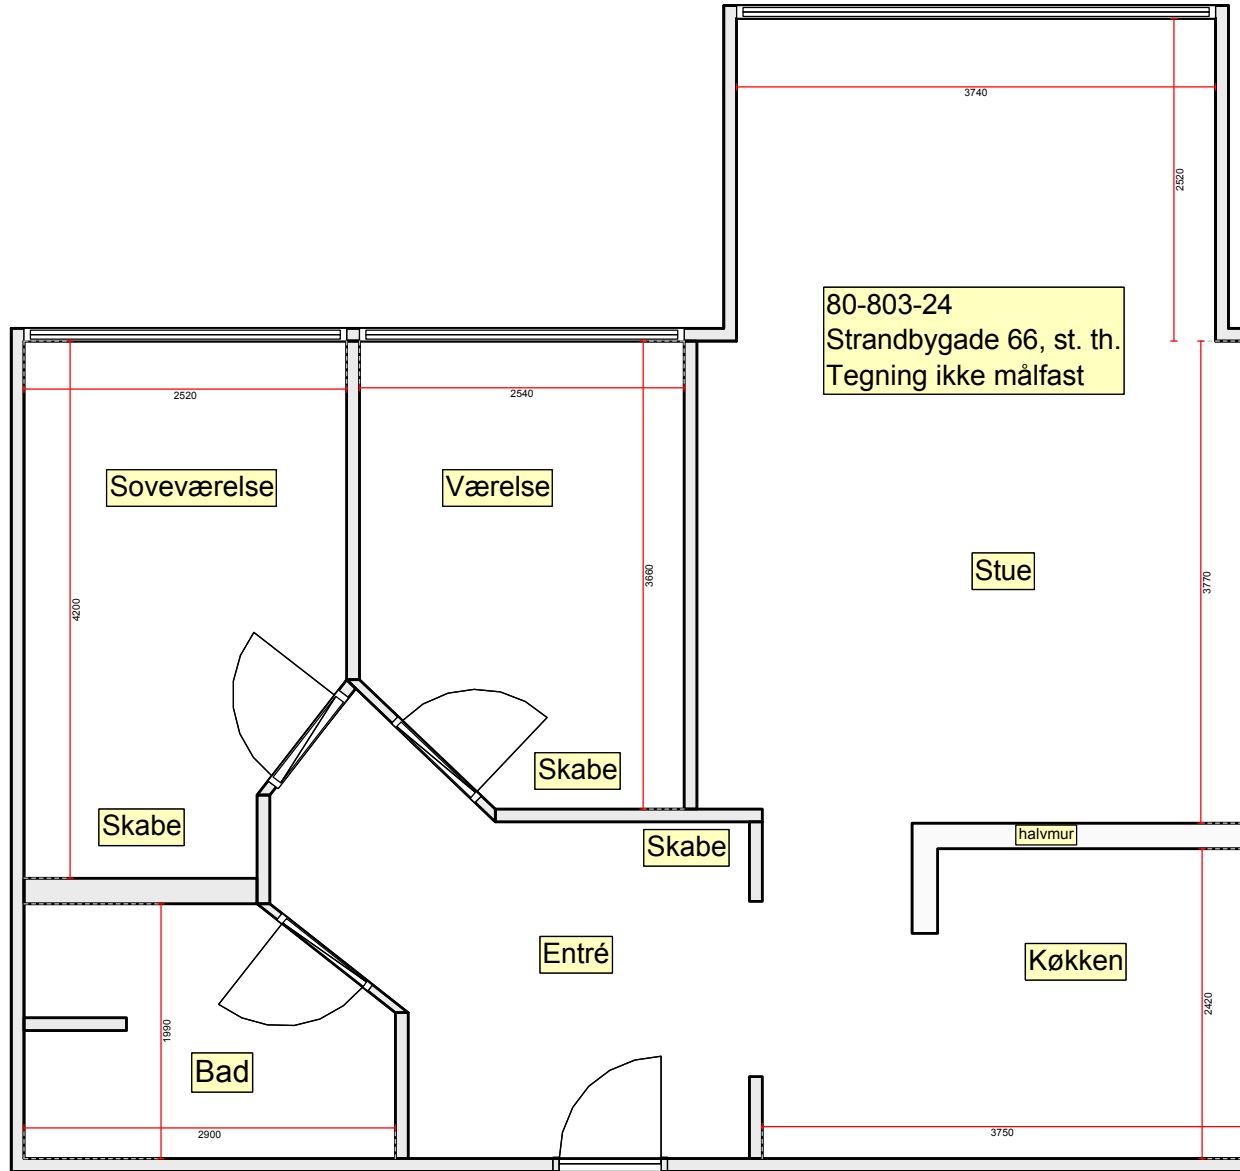 3740
2520
80-803-24
Strandbygade 66, st. th.
Tegning ikke målfast
2520
2540
Soveværelse
Værelse
Stue
4200
3660
3770
Skabe
Skabe
Skabe
halvmur
Entré
Køkken
1990
2420
Bad
2900
3750